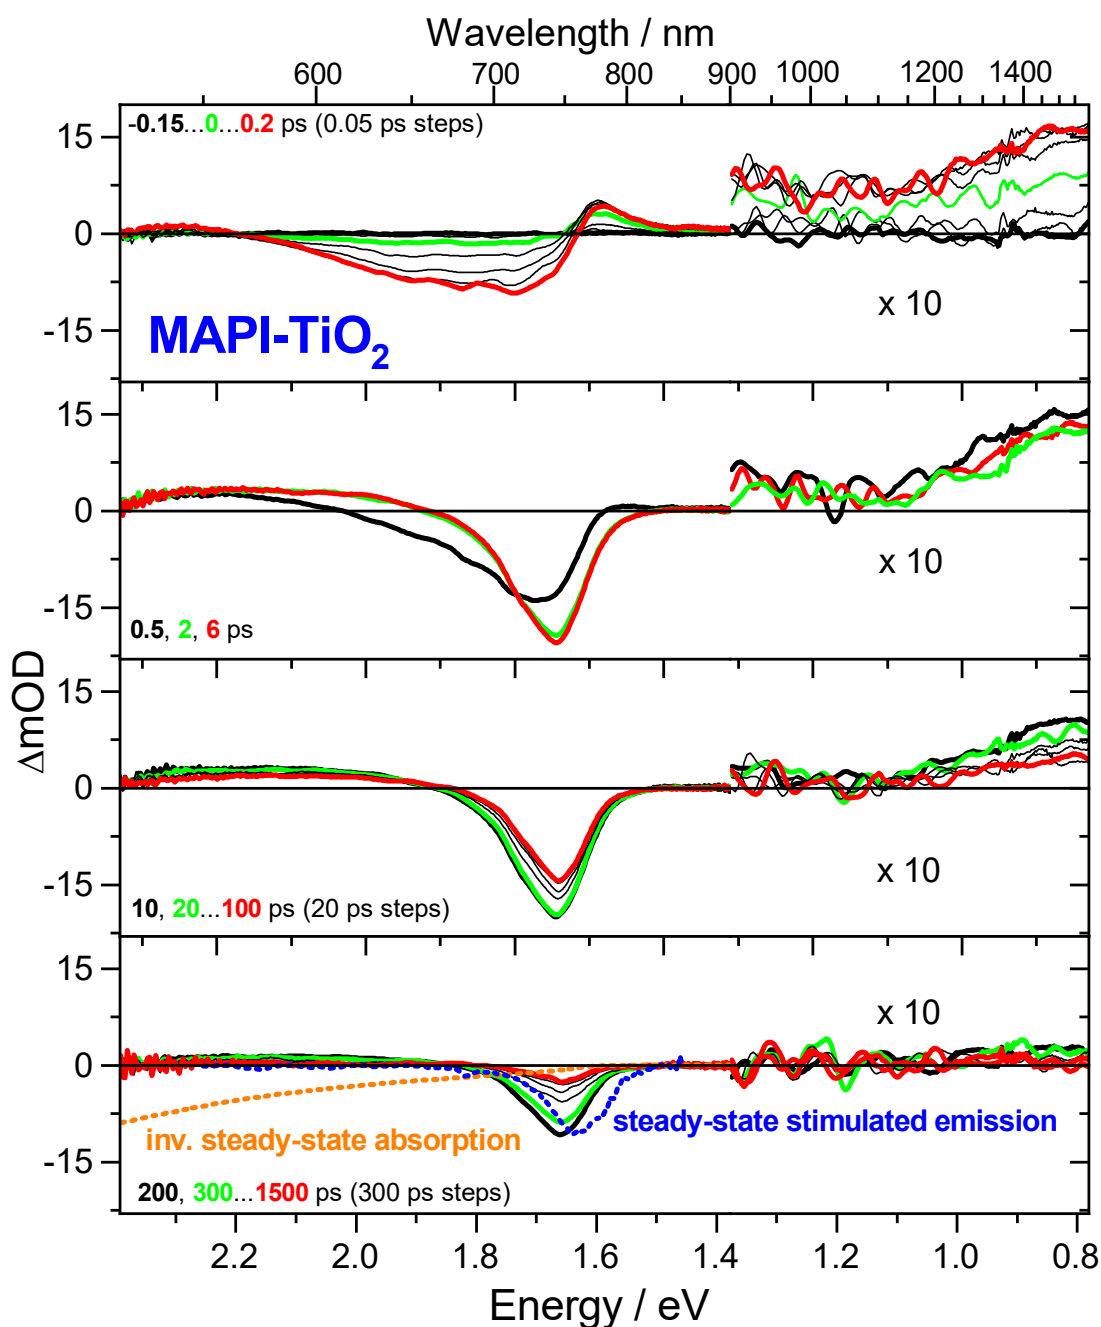 Wavelength / nm
600 700 800 900 1000 1200 1400
-0.15...0...0.2 ps (0.05 ps steps)
15
0
-15
x 10
MAPI-TiO2
15
0
-15
x 10
0.5, 2, 6 ps
ΔmOD
15
0
-15
x 10
10, 20...100 ps (20 ps steps)
15
0
-15
x 10
inv. steady-state absorption
steady-state stimulated emission
200, 300...1500 ps (300 ps steps)
2.2 2.0 1.8 1.6 1.4 1.2 1.0 0.8
Energy / eV